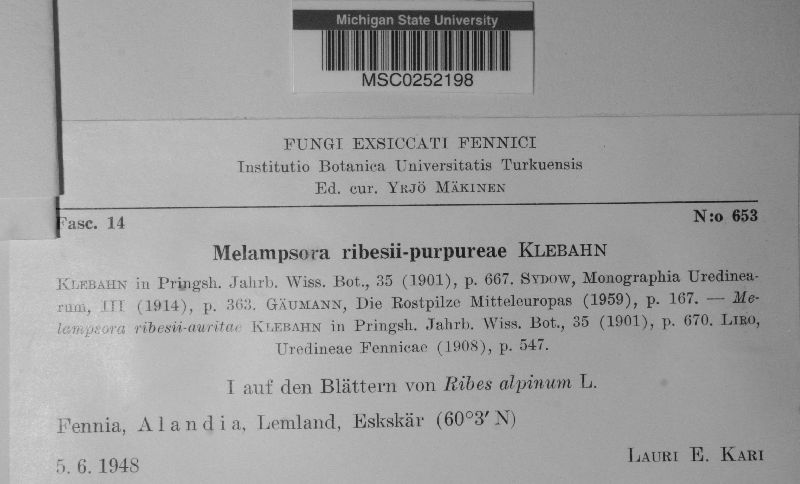 Michigan State University
MSC0252198
FUNGI EXSICCATI FENNICI
Institutio Botanica Universitatis Turkuensis
Ed. cur. YRJÖ MÄKINEN
Fasc. 14 N:o 653
Melampsora ribesii-purpureae KLEBAHN
KLEBAHN in Pringsh. Jahrb. Wiss. Bot., 35 (1901), p. 667. SYDOW, Monographia Uredinea-
rum, III (1914), p. 363. GÄUMANN, Die Rostpilze Mitteleuropas (1959), p. 167. — Me-
lampsora ribesii-auritae KLEBAHN in Pringsh. Jahrb. Wiss. Bot., 35 (1901), p. 670. LIRO,
Uredineae Fennicae (1908), p. 547.
I auf den Blättern von Ribes alpinum L.
Fennia, Alandia, Lemland, Eskskär (60°3′ N)
5. 6. 1948 LAURI E. KARI